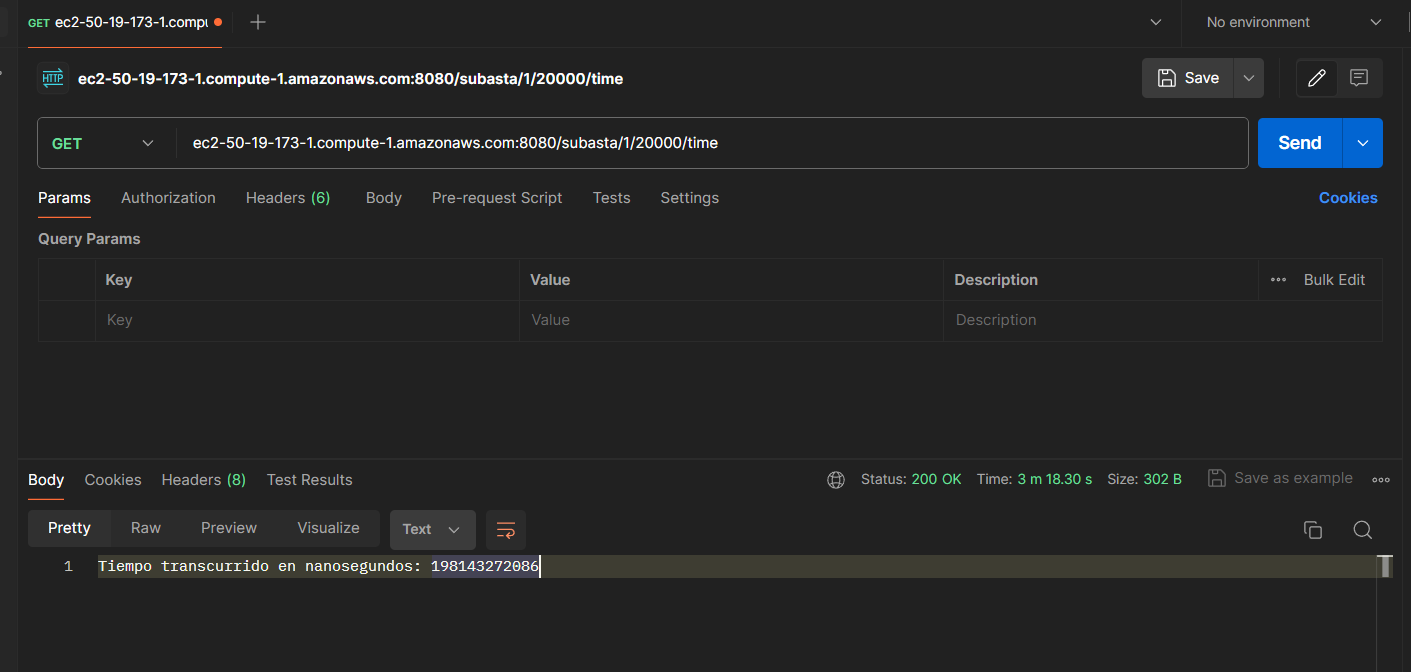 GET ec2-50-19-173-1.compu
No environment
HTTP ec2-50-19-173-1.compute-1.amazonaws.com:8080/subasta/1/20000/time
Save
GET ec2-50-19-173-1.compute-1.amazonaws.com:8080/subasta/1/20000/time
Send
Params Authorization Headers (6) Body Pre-request Script Tests Settings Cookies
Query Params
Key Value Description Bulk Edit
Key Value Description
Body Cookies Headers (8) Test Results Status: 200 OK Time: 3 m 18.30 s Size: 302 B Save as example
Pretty Raw Preview Visualize Text
1 Tiempo transcurrido en nanosegundos: 198143272086